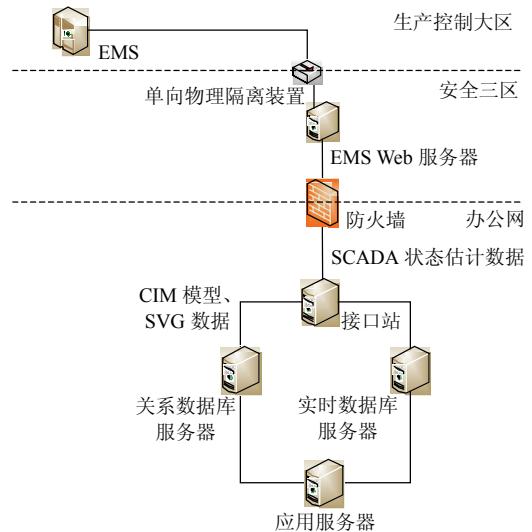 生产控制大区
EMS
安全三区
单向物理隔离装置
EMS Web 服务器
防火墙
办公网
SCADA 状态估计数据
CIM 模型、
SVG 数据
接口站
关系数据库
服务器
实时数据库
服务器
应用服务器